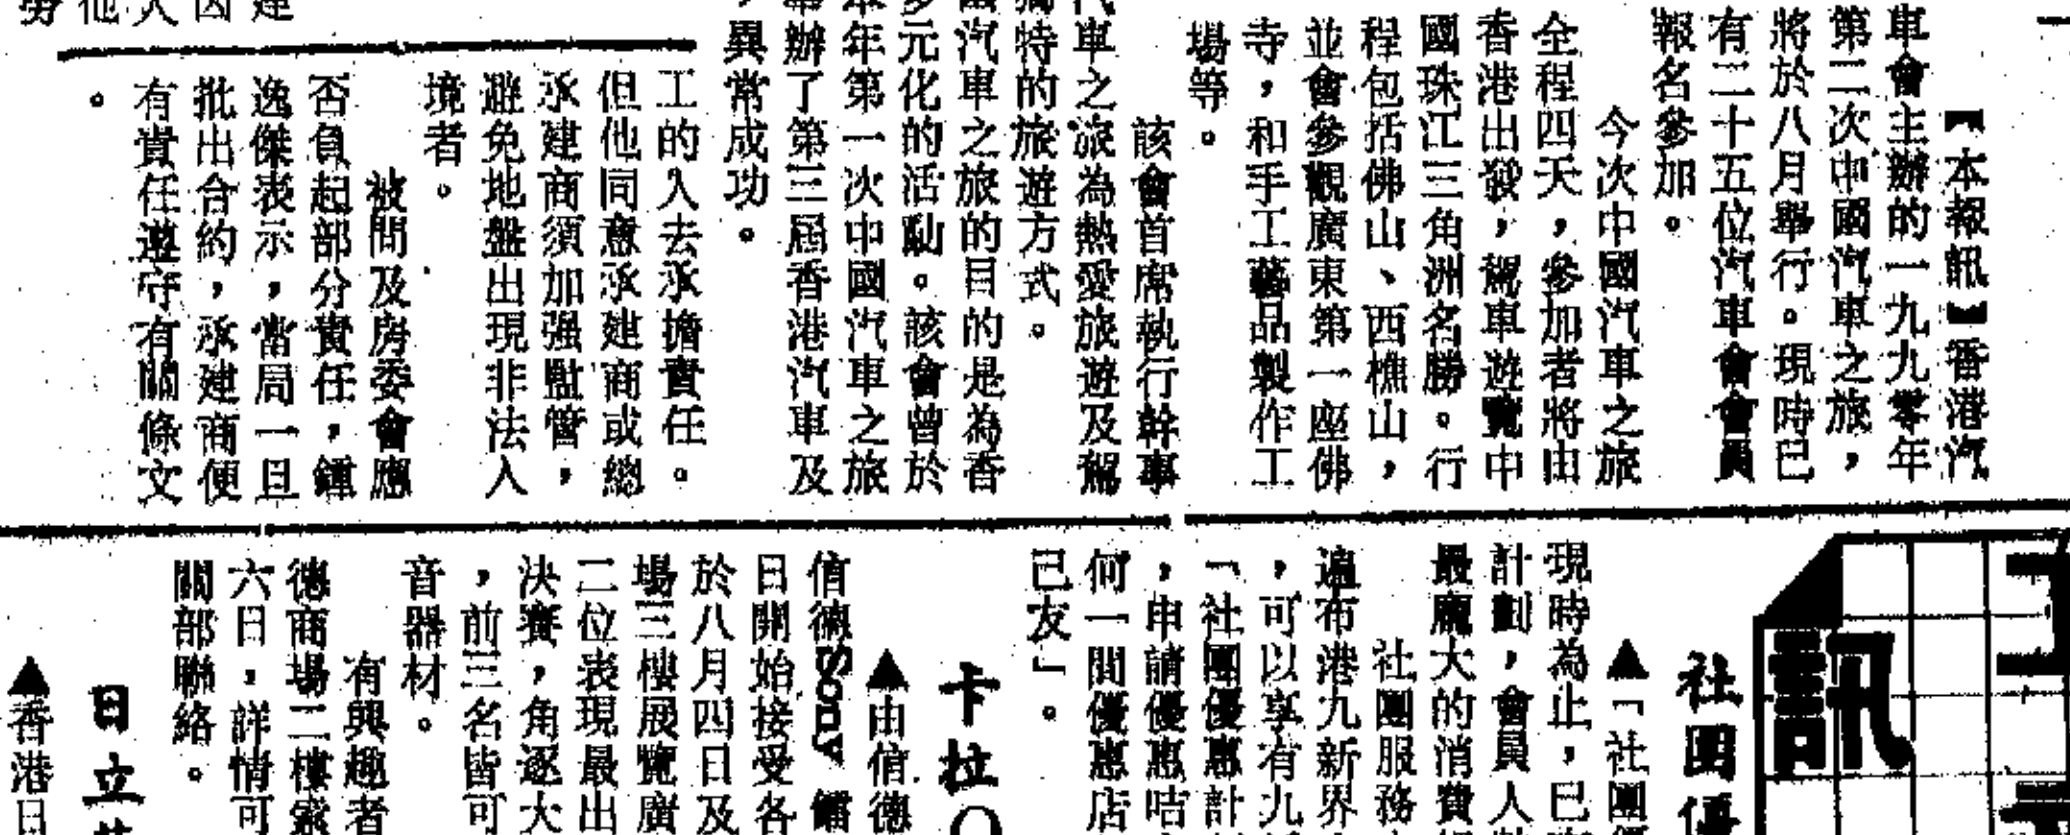 【本報訊】香港汽
車會主辦的一九九零年
第二次中國汽車之旅，
將於八月舉行。現時已
有二十五位汽車會會員
報名參加。
今次中國汽車之旅
全程四天，參加者將由
香港出發，駕車遊覽中
國珠江三角洲名勝。行
程包括佛山、西樵山，
並會參觀廣東第一座佛
寺，和手工藝品製作工
場等。
該會首席執行幹事
汽車之旅為熱愛旅遊及駕
獨特的旅遊方式。
汽車之旅的目的是為香
多元化的活動。該會曾於
本年第一次中國汽車之旅
舉辦了第三屆香港汽車及
，異常成功。
工的人去承擔責任。
但他同意承建商或總
承建商須加强監管，
避免地盤出現非法入
境者。
被問及房委會應
否負起部分責任，鍾
逸傑表示，當局一旦
批出合約，承建商便
有責任遵守有關條文
。
訊
社團優
▲「社團優
現時為止，已
計劃，會員人
最龐大的消費
社團服務
遍布港九新界
，可以享有九
「社團優惠計
，申請優惠咭
何一間優惠店
已友」。
卡拉O
▲由信德
信德SONY
日開始接受各
於八月四日及
場三樓展覽廣
二位表現最出
決賽，角逐大
，前三名皆可
音器材。
有興趣者
德商場二樓索
六日，詳情可
關部聯絡。
日立
▲香港日